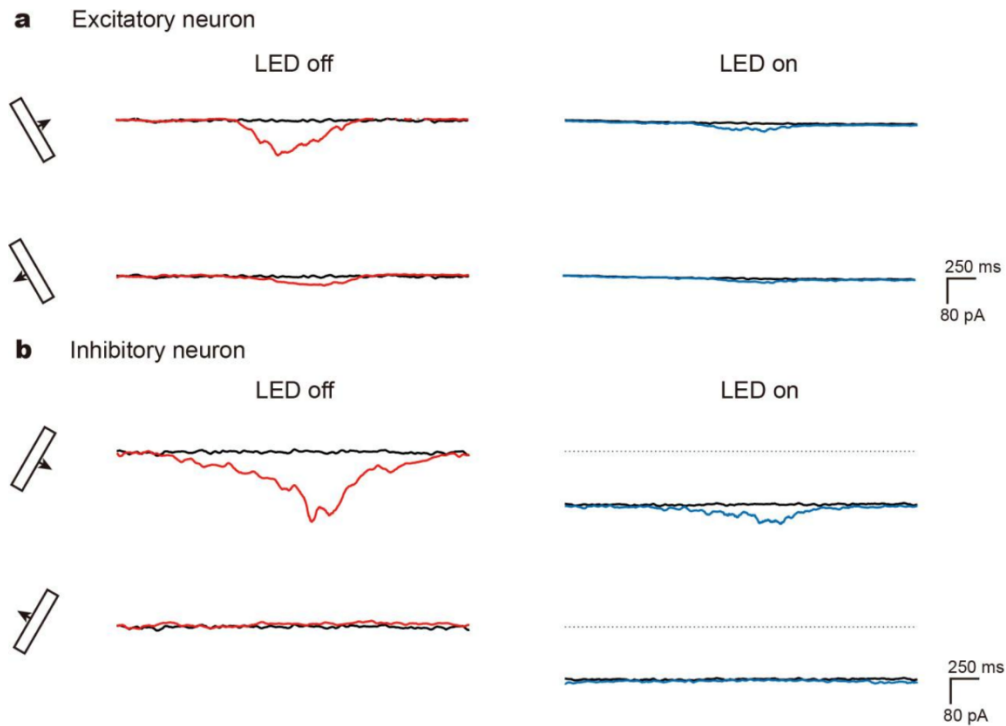 a Excitatory neuron
LED off LED on
250 ms
80 pA
b Inhibitory neuron
LED off LED on
250 ms
80 pA